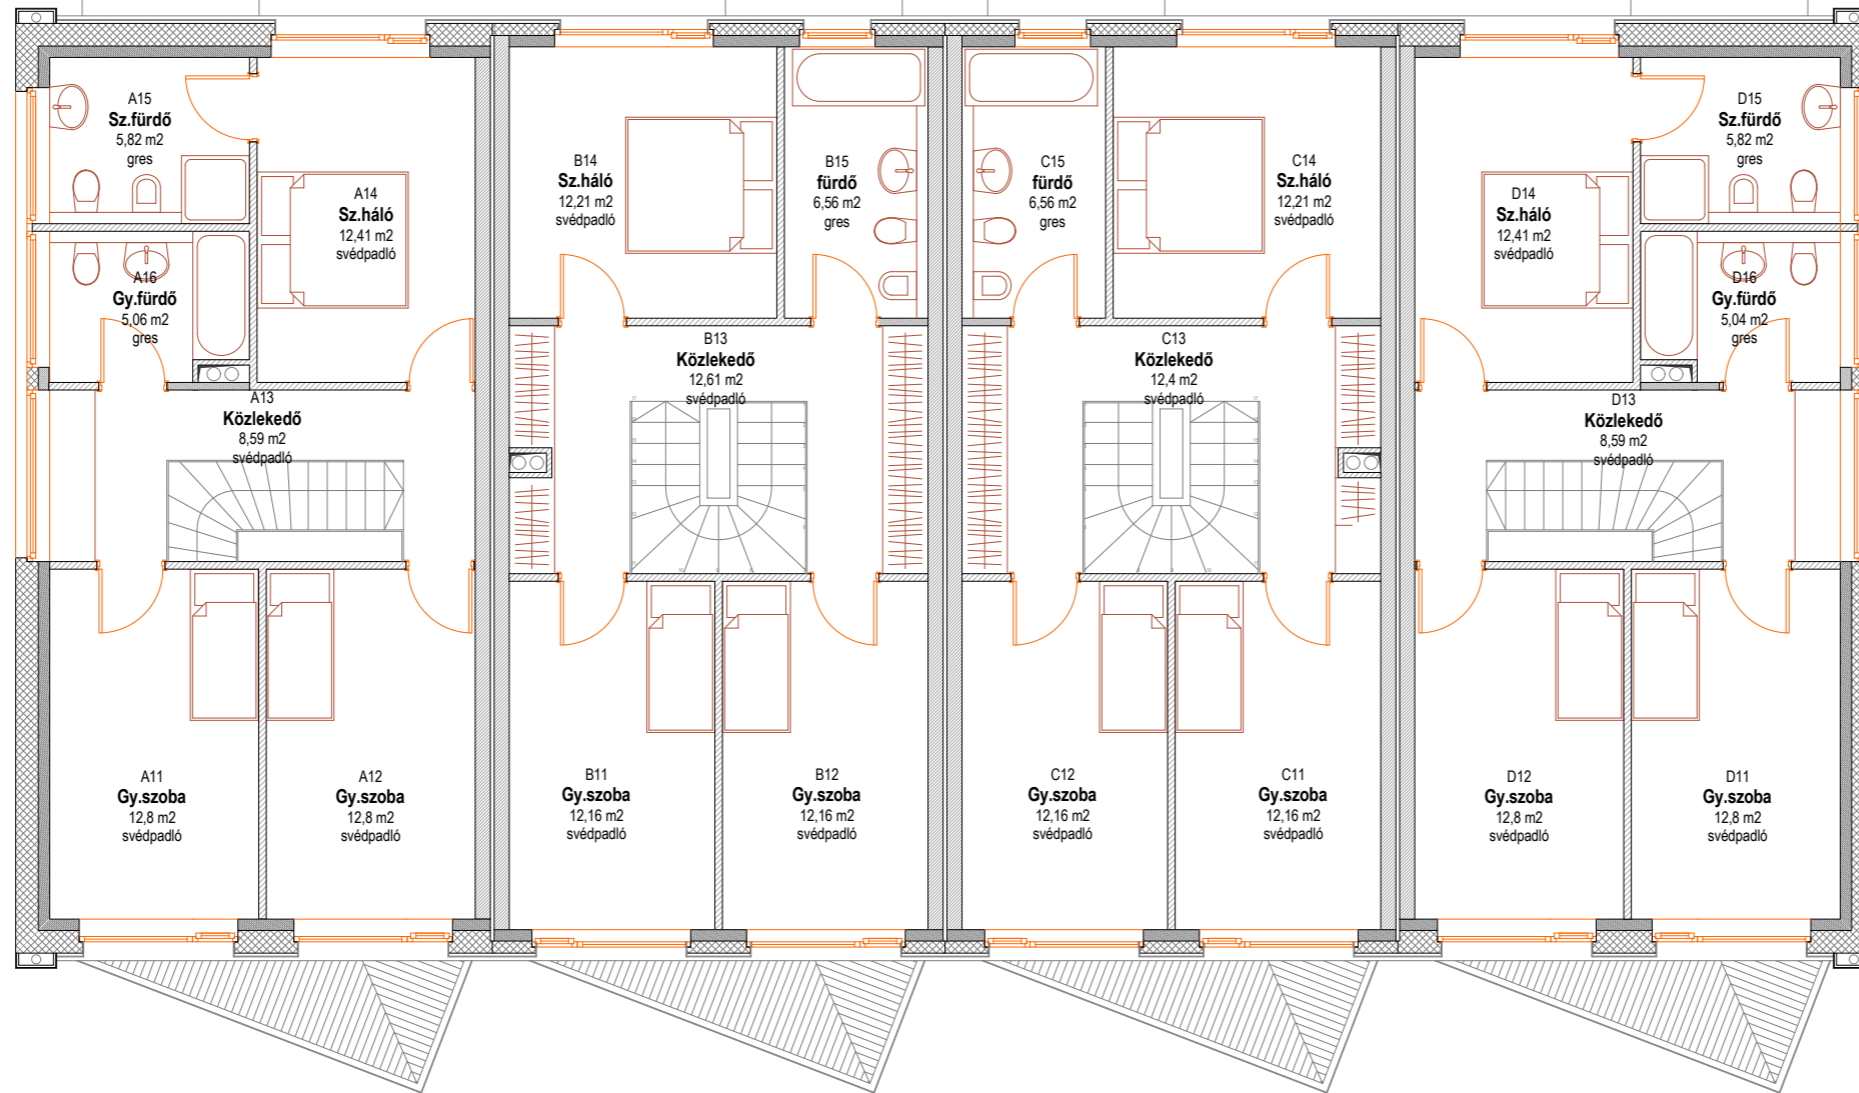 A15
Sz.fürdő
5,82 m2
gres
A14
Sz.háló
12,41 m2
svédpadló
A16
Gy.fürdő
5,06 m2
gres
A13
Közlekedő
8,59 m2
svédpadló
A11
Gy.szoba
12,8 m2
svédpadló
A12
Gy.szoba
12,8 m2
svédpadló
B14
Sz.háló
12,21 m2
svédpadló
B15
fürdő
6,56 m2
gres
B13
Közlekedő
12,61 m2
svédpadló
B11
Gy.szoba
12,16 m2
svédpadló
B12
Gy.szoba
12,16 m2
svédpadló
C15
fürdő
6,56 m2
gres
C14
Sz.háló
12,21 m2
svédpadló
C13
Közlekedő
12,4 m2
svédpadló
C12
Gy.szoba
12,16 m2
svédpadló
C11
Gy.szoba
12,16 m2
svédpadló
D15
Sz.fürdő
5,82 m2
gres
D14
Sz.háló
12,41 m2
svédpadló
D16
Gy.fürdő
5,04 m2
gres
D13
Közlekedő
8,59 m2
svédpadló
D12
Gy.szoba
12,8 m2
svédpadló
D11
Gy.szoba
12,8 m2
svédpadló